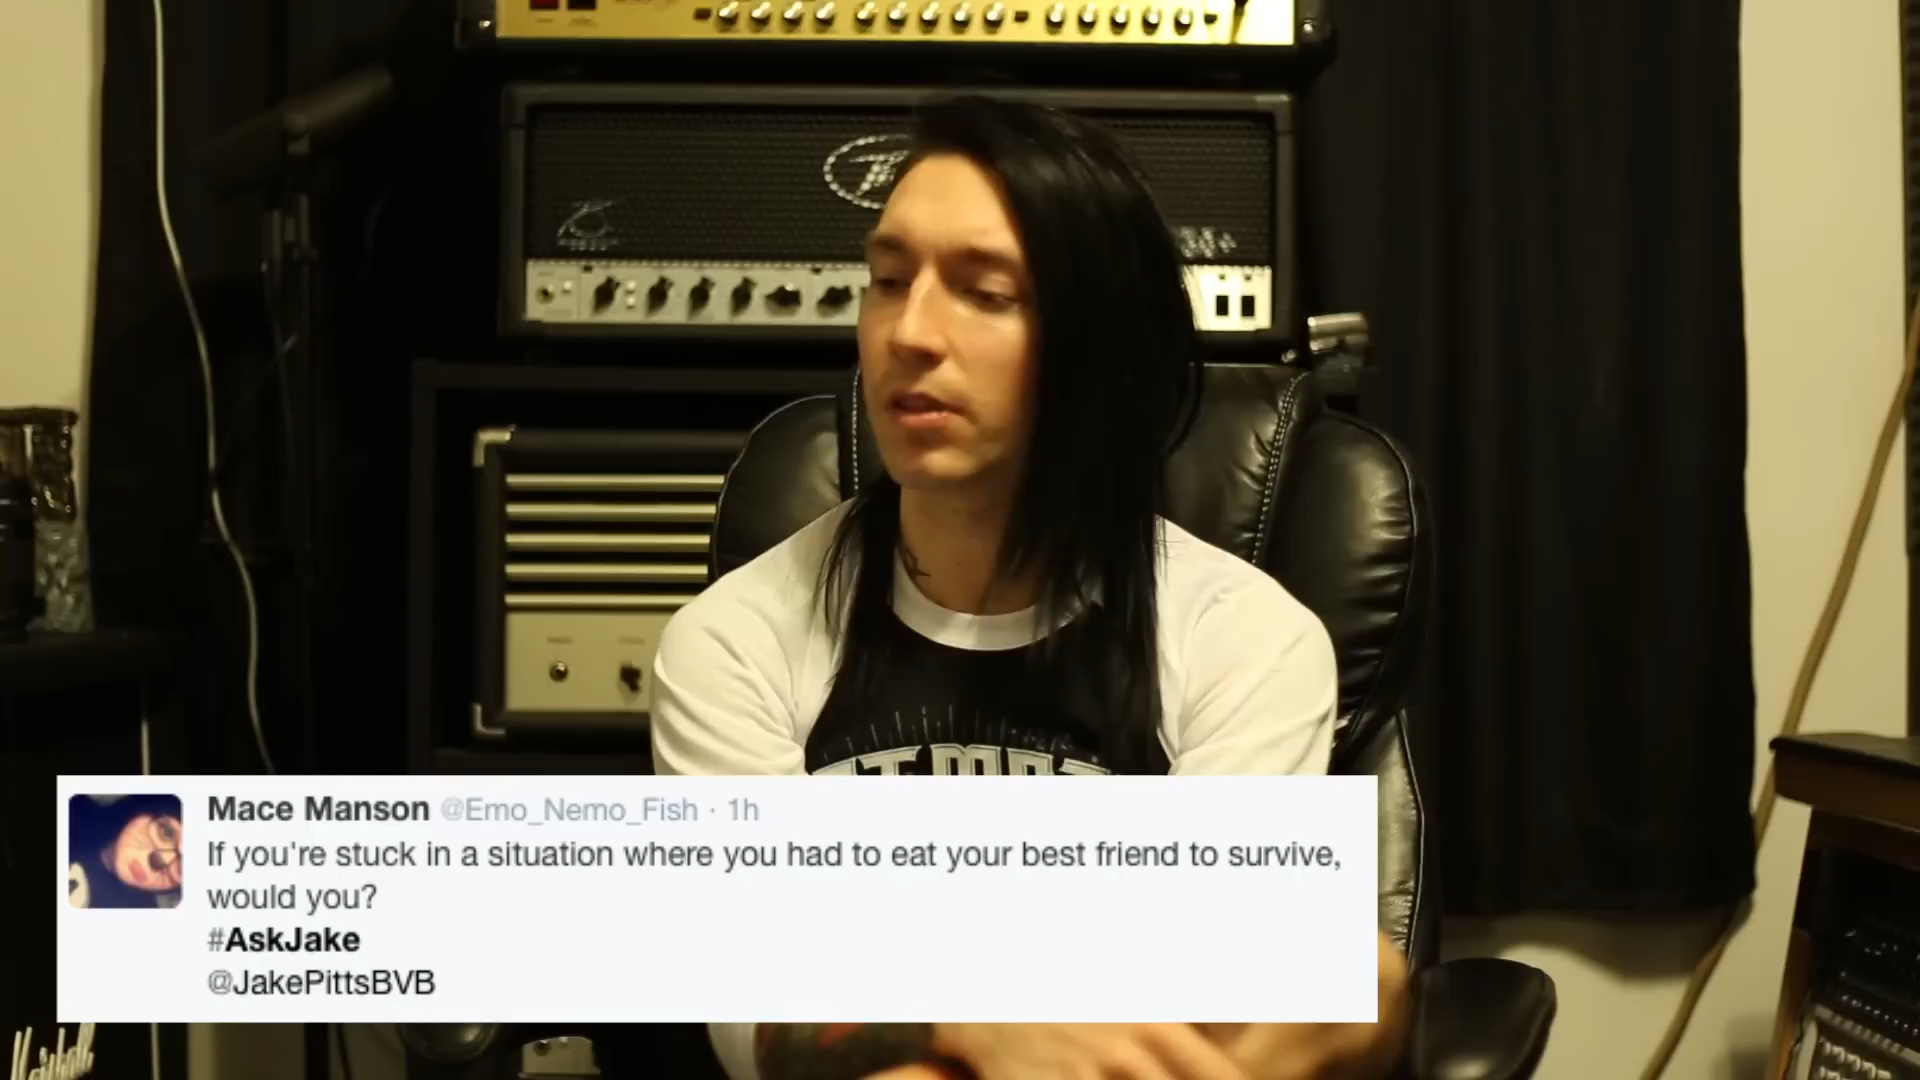 Mace Manson @Emo_Nemo_Fish · 1h
If you're stuck in a situation where you had to eat your best friend to survive,
would you?
#AskJake
@JakePittsBVB